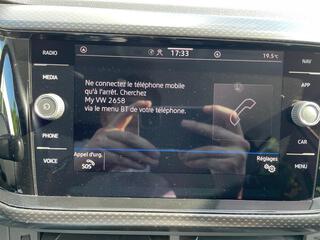 RADIO
MEDIA
PHONE
VOICE
17:33
19.5°C
Ne connectez le téléphone mobile
qu'à l'arrêt. Cherchez
My VW 2658
via le menu BT de votre téléphone.
Appel d'urg.
SOS
Réglages
NAV
APP
CAR
MENU